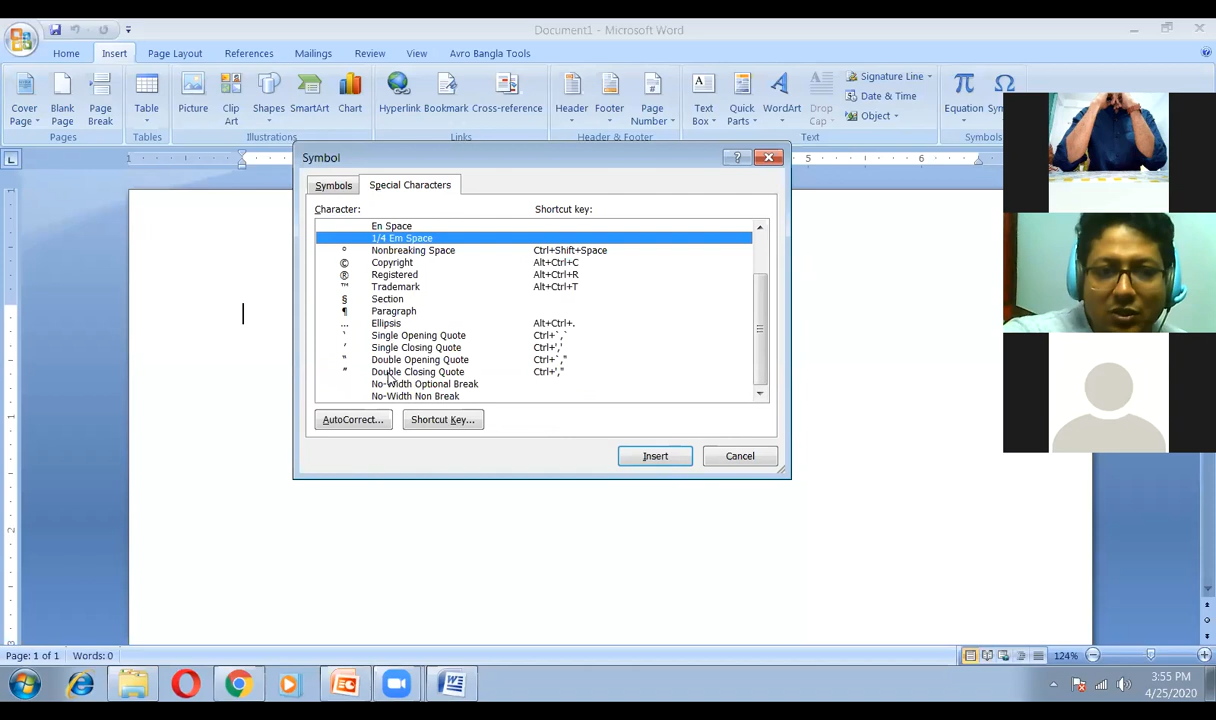 Document1 - Microsoft Word
Home Insert Page Layout References Mailings Review View Avro Bangla Tools
Cover Page
Blank Page
Page Break
Table
Picture
Clip Art
Shapes
SmartArt
Chart
Hyperlink
Bookmark
Cross-reference
Header
Footer
Page Number
Text Box
Quick Parts
WordArt
Drop Cap
Signature Line
Date & Time
Object
Equation
Pages Tables Illustrations Links Header & Footer Text Symbols
Symbol
Symbols Special Characters
Character: Shortcut key:
En Space
1/4 Em Space
° Nonbreaking Space Ctrl+Shift+Space
© Copyright Alt+Ctrl+C
® Registered Alt+Ctrl+R
™ Trademark Alt+Ctrl+T
§ Section
¶ Paragraph
… Ellipsis Alt+Ctrl+.
‘ Single Opening Quote Ctrl+`,`
’ Single Closing Quote Ctrl+','
“ Double Opening Quote Ctrl+`,"
” Double Closing Quote Ctrl+',"
No-Width Optional Break
No-Width Non Break
AutoCorrect... Shortcut Key...
Insert Cancel
Page: 1 of 1 Words: 0 124%
3:55 PM
4/25/2020